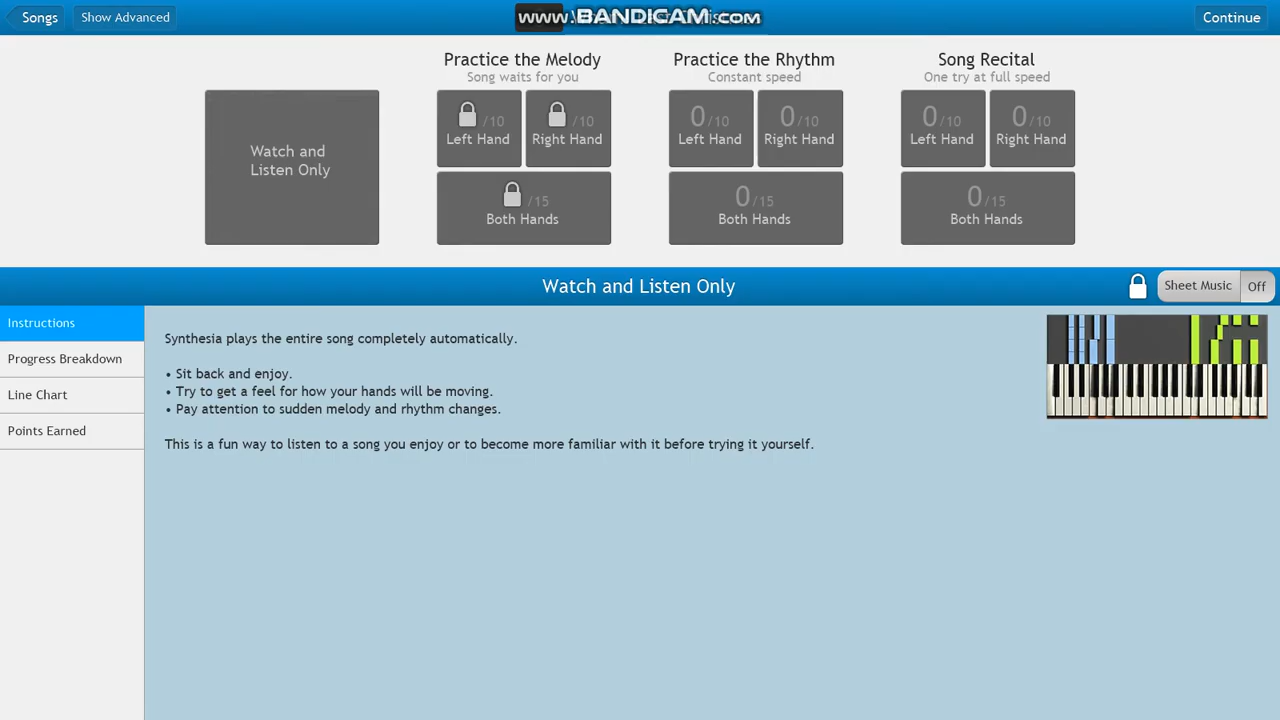 Songs
Show Advanced
www.BANDICAM.com
Continue
Practice the Melody
Song waits for you
Practice the Rhythm
Constant speed
Song Recital
One try at full speed
Watch and
Listen Only
/10
Left Hand
/10
Right Hand
/15
Both Hands
0/10
Left Hand
0/10
Right Hand
0/15
Both Hands
0/10
Left Hand
0/10
Right Hand
0/15
Both Hands
Watch and Listen Only
Sheet Music
Off
Instructions
Progress Breakdown
Line Chart
Points Earned
Synthesia plays the entire song completely automatically.
• Sit back and enjoy.
• Try to get a feel for how your hands will be moving.
• Pay attention to sudden melody and rhythm changes.
This is a fun way to listen to a song you enjoy or to become more familiar with it before trying it yourself.